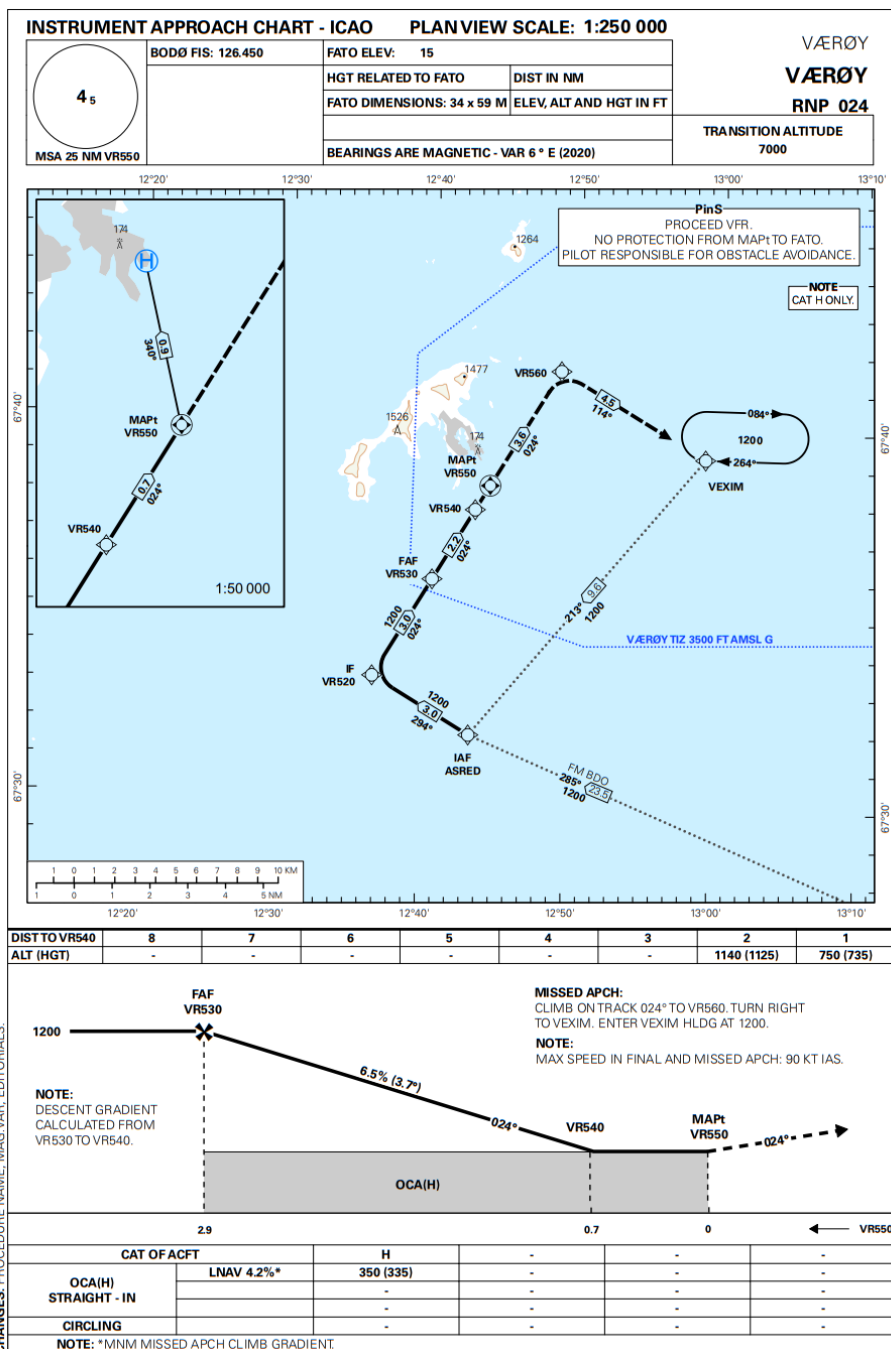 INSTRUMENT APPROACH CHART - ICAO PLAN VIEW SCALE: 1:250 000
VÆRØY
VÆRØY
RNP 024
TRANSITION ALTITUDE
7000
4 5
MSA 25 NM VR550
BODØ FIS: 126.450
FATO ELEV: 15
HGT RELATED TO FATO
DIST IN NM
FATO DIMENSIONS: 34 x 59 M
ELEV, ALT AND HGT IN FT
BEARINGS ARE MAGNETIC - VAR 6 ° E (2020)
12°20'
12°30'
12°40'
12°50'
13°00'
13°10'
174
H
0.9
340°
MAPt
VR550
0.7
024°
VR540
1:50 000
PinS
PROCEED VFR.
NO PROTECTION FROM MAPt TO FATO.
PILOT RESPONSIBLE FOR OBSTACLE AVOIDANCE.
NOTE
CAT H ONLY.
1264
1477
1526
174
VR560
4.5
114°
3.6
024°
084°
1200
264°
VEXIM
67°40'
67°40'
MAPt
VR550
VR540
2.2
024°
FAF
VR530
1200
3.0
024°
9.6
213°
1200
VÆRØY TIZ 3500 FT AMSL G
IF
VR520
1200
3.0
294°
IAF
ASRED
FM BDO
285°
23.5
1200
67°30'
67°30'
1 0 1 2 3 4 5 6 7 8 9 10 KM
1 0 1 2 3 4 5 NM
12°20'
12°30'
12°40'
12°50'
13°00'
13°10'
DIST TO VR540 8 7 6 5 4 3 2 1
ALT (HGT) - - - - - - 1140 (1125) 750 (735)
FAF
VR530
1200
6.5% (3.7°)
024°
VR540
MAPt
VR550
024°
MISSED APCH:
CLIMB ON TRACK 024° TO VR560. TURN RIGHT
TO VEXIM. ENTER VEXIM HLDG AT 1200.
NOTE:
MAX SPEED IN FINAL AND MISSED APCH: 90 KT IAS.
NOTE:
DESCENT GRADIENT
CALCULATED FROM
VR530 TO VR540.
OCA(H)
2.9
0.7
0
VR550
CAT OF ACFT H - - -
OCA(H)
STRAIGHT - IN
LNAV 4.2%* 350 (335) - - -
- - - -
- - - -
CIRCLING - - - -
NOTE: *MNM MISSED APCH CLIMB GRADIENT.
CHANGES: PROCEDURE NAME, MAG.VAR, EDITORIALS.